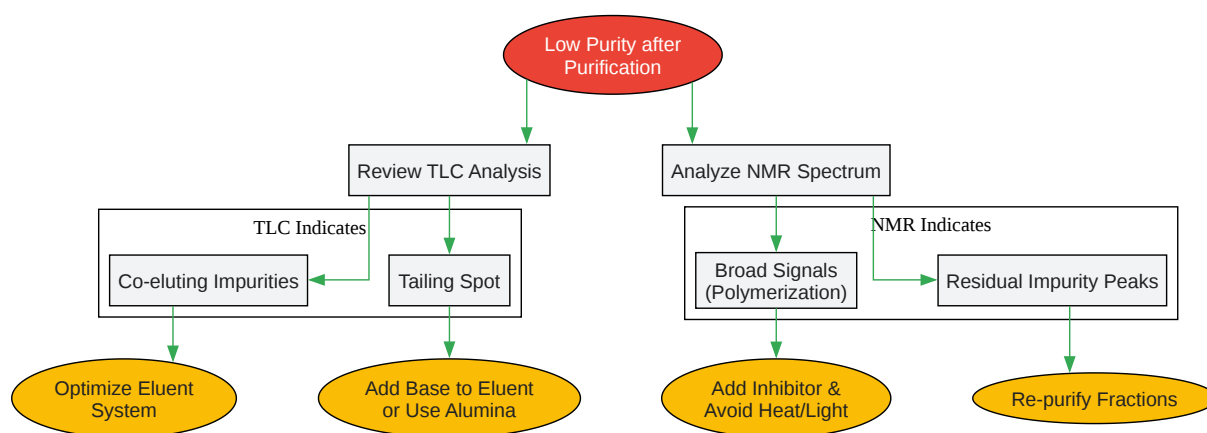 Low Purity after
Purification
Review TLC Analysis
Analyze NMR Spectrum
TLC Indicates
NMR Indicates
Co-eluting Impurities
Tailing Spot
Broad Signals
(Polymerization)
Residual Impurity Peaks
Optimize Eluent
System
Add Base to Eluent
or Use Alumina
Add Inhibitor &
Avoid Heat/Light
Re-purify Fractions